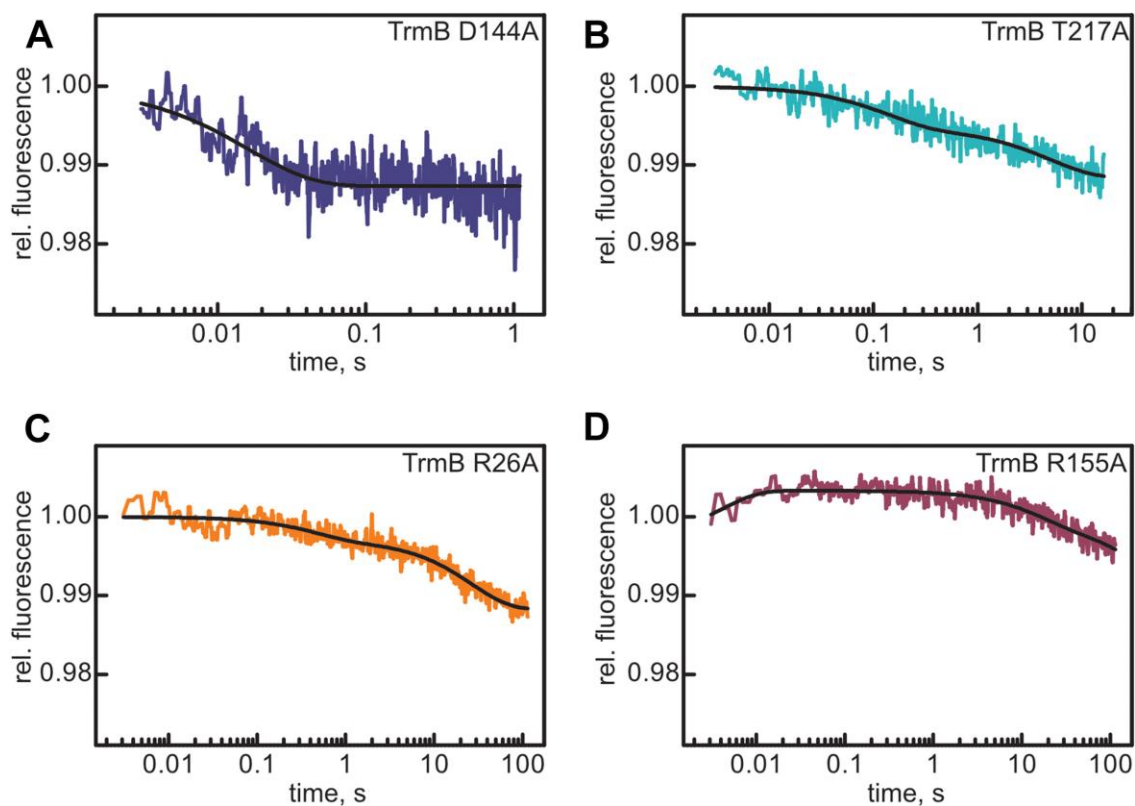 A
TrmB D144A
rel. fluorescence
1.00
0.99
0.98
0.01 0.1 1
time, s
B
TrmB T217A
rel. fluorescence
1.00
0.99
0.98
0.01 0.1 1 10
time, s
C
TrmB R26A
rel. fluorescence
1.00
0.99
0.98
0.01 0.1 1 10 100
time, s
D
TrmB R155A
rel. fluorescence
1.00
0.99
0.98
0.01 0.1 1 10 100
time, s